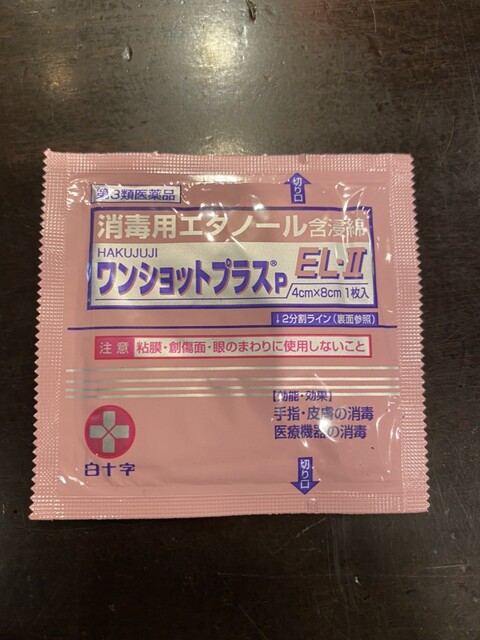 切り口
第3類医薬品
消毒用エタノール含浸綿
HAKUJUJI
ワンショットプラス®P EL-II
4cm×8cm 1枚入
↓2分割ライン(裏面参照)
注意 粘膜・創傷面・眼のまわりに使用しないこと
【効能・効果】
手指・皮膚の消毒
医療機器の消毒
白十字
切り口